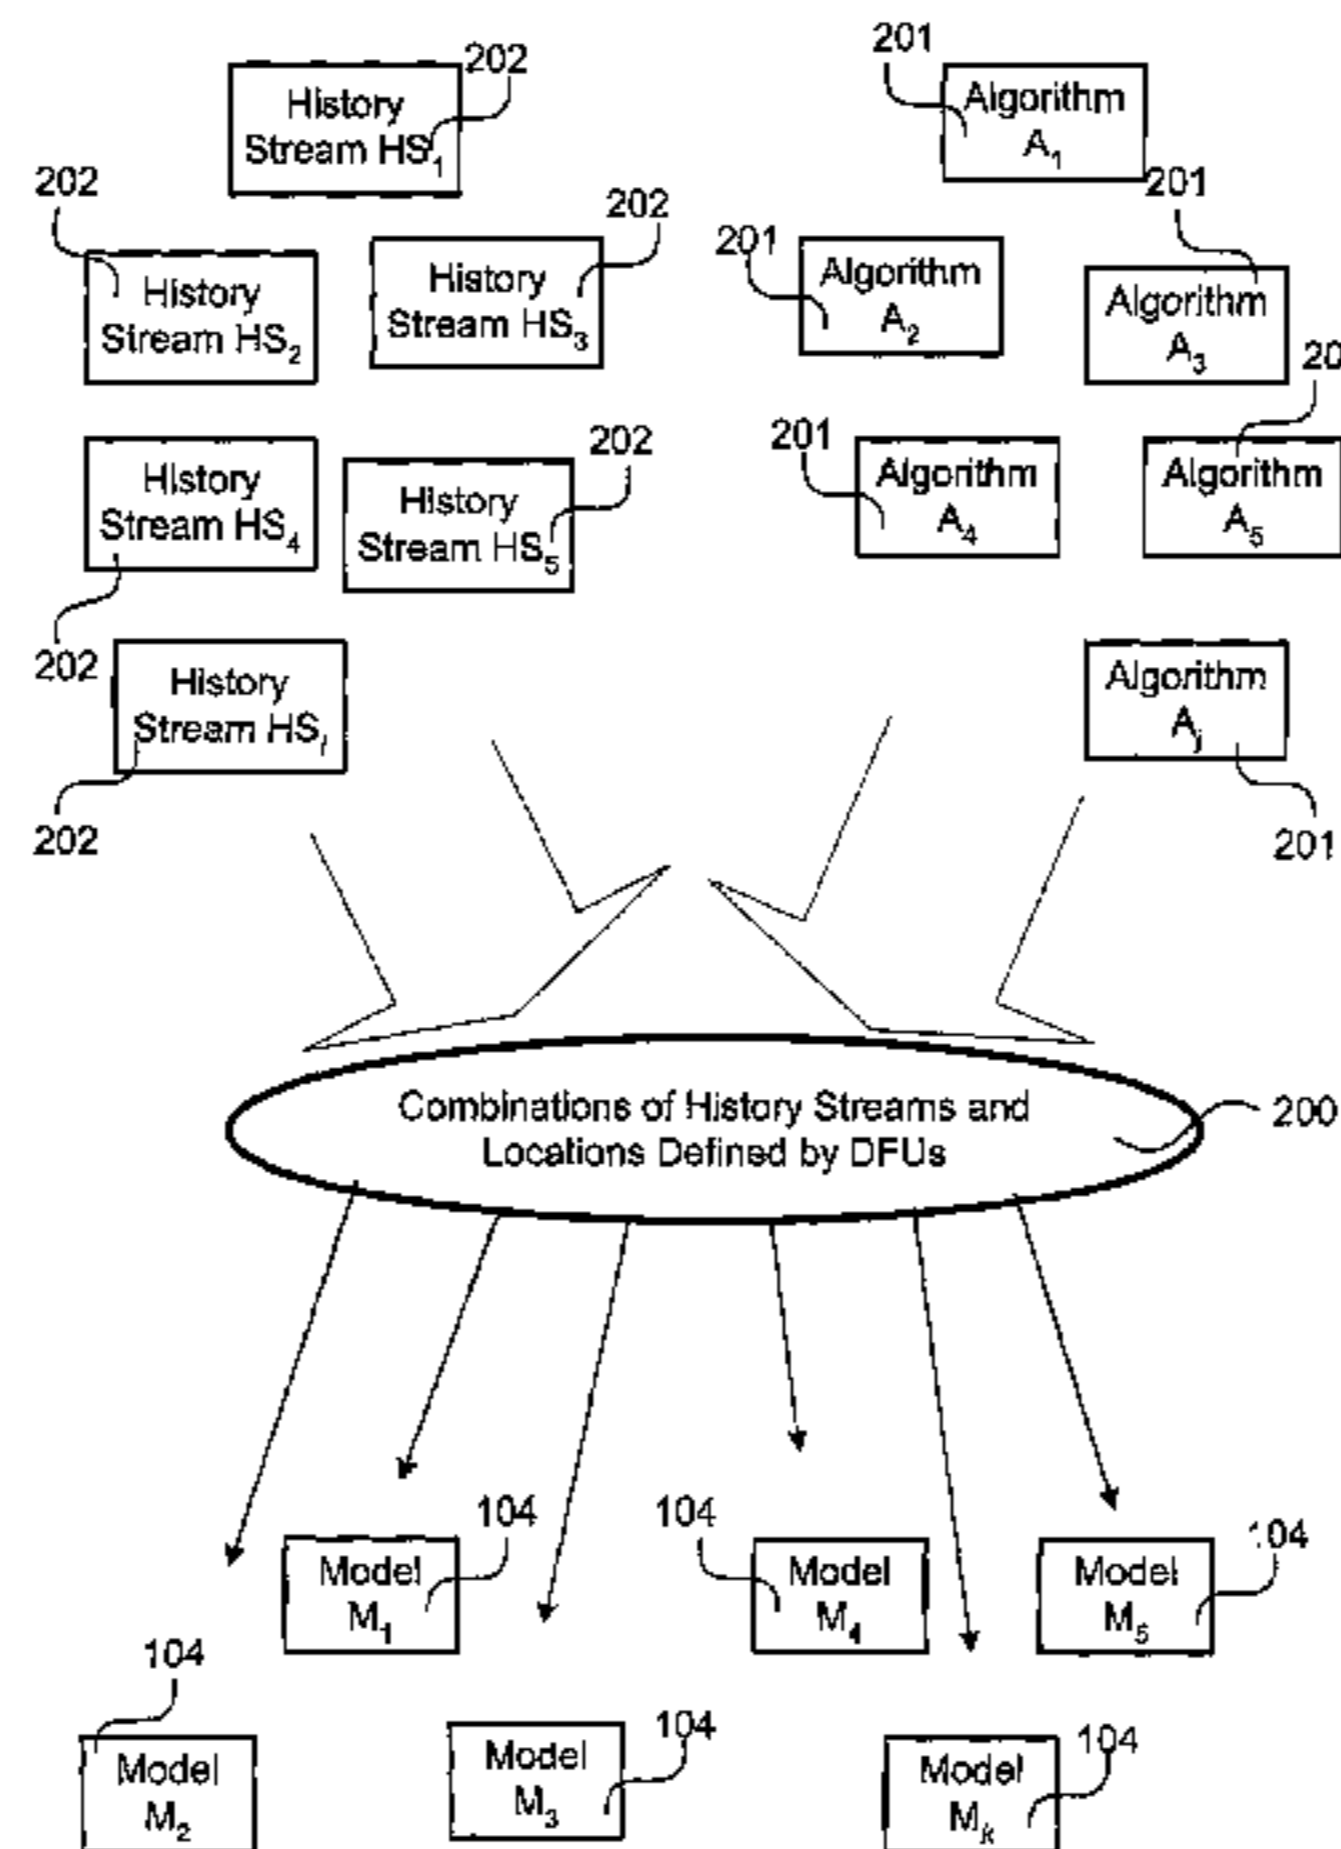 202
History
Stream HS1
202
History
Stream HS2
202
History
Stream HS3
History
Stream HS4
202
202
History
Stream HS5
History
Stream HSi
202
201
Algorithm
A1
201
Algorithm
A2
201
Algorithm
A3
201
Algorithm
A4
20
Algorithm
A5
Algorithm
Aj
201
Combinations of History Streams and
Locations Defined by DFUs
200
104
Model
M1
104
Model
M4
104
Model
M5
104
Model
M2
104
Model
M3
104
Model
Mk